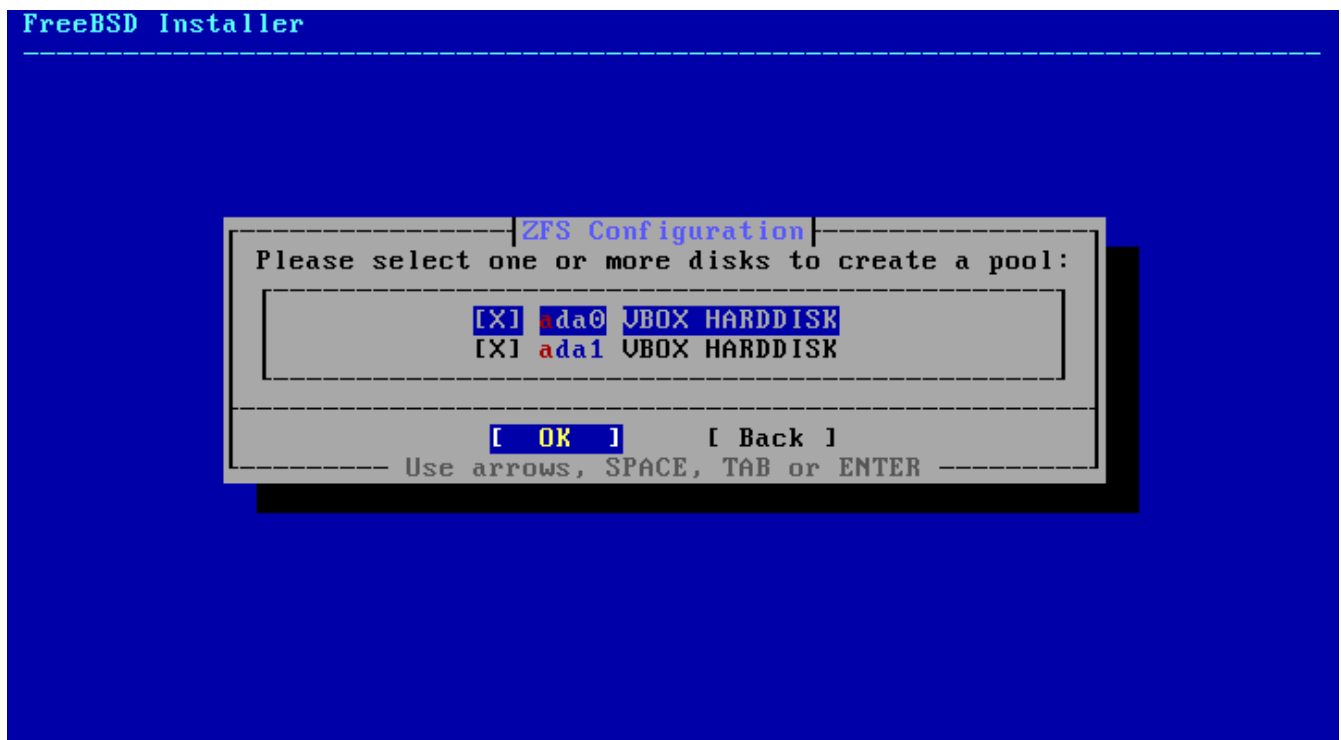 FreeBSD Installer
ZFS Configuration
Please select one or more disks to create a pool:
[X] ada0 VBOX HARDDISK
[X] ada1 VBOX HARDDISK
[ OK ] [ Back ]
Use arrows, SPACE, TAB or ENTER